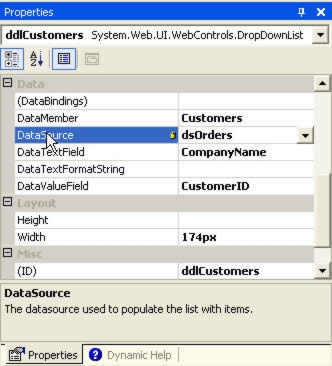 Properties
ddlCustomers System.Web.UI.WebControls.DropDownList
Data
(DataBindings)
DataMember Customers
DataSource dsOrders
DataTextField CompanyName
DataTextFormatString
DataValueField CustomerID
Layout
Height
Width 174px
Misc
(ID) ddlCustomers
DataSource
The datasource used to populate the list with items.
Properties Dynamic Help